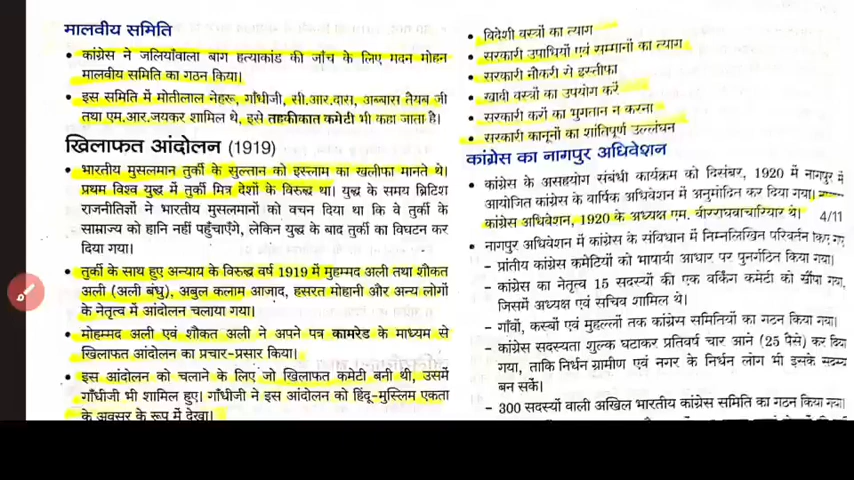 मालवीय समिति
• कांग्रेस ने जलियाँवाला बाग हत्याकांड की जाँच के लिए मदन मोहन
मालवीय समिति का गठन किया।
• इस समिति में मोतीलाल नेहरू, गाँधीजी, सी.आर.दास, अब्बास तैयब जी
तथा एम.आर.जयकर शामिल थे, इसे तहकीकात कमेटी भी कहा जाता है।
खिलाफत आंदोलन (1919)
• भारतीय मुसलमान तुर्की के सुल्तान को इस्लाम का खलीफा मानते थे।
प्रथम विश्व युद्ध में तुर्की मित्र देशों के विरुद्ध था। युद्ध के समय ब्रिटिश
राजनीतिज्ञों ने भारतीय मुसलमानों को वचन दिया था कि वे तुर्की के
साम्राज्य को हानि नहीं पहुँचाएँगे, लेकिन युद्ध के बाद तुर्की का विघटन कर
दिया गया।
• तुर्की के साथ हुए अन्याय के विरुद्ध वर्ष 1919 में मुहम्मद अली तथा शौकत
अली (अली बंधु), अबुल कलाम आजाद, हसरत मोहानी और अन्य लोगों
के नेतृत्व में आंदोलन चलाया गया।
• मोहम्मद अली एवं शौकत अली ने अपने पत्र कामरेड के माध्यम से
खिलाफत आंदोलन का प्रचार-प्रसार किया।
• इस आंदोलन को चलाने के लिए जो खिलाफत कमेटी बनी थी, उसमें
गाँधीजी भी शामिल हुए। गाँधीजी ने इस आंदोलन को हिंदू-मुस्लिम एकता
के अवसर के रूप में देखा।
• विदेशी वस्त्रों का त्याग
• सरकारी उपाधियों एवं सम्मानों का त्याग
• सरकारी नौकरी से इस्तीफा
• खादी वस्त्रों का उपयोग करें
• सरकारी करों का भुगतान न करना
• सरकारी कानूनों का शांतिपूर्ण उल्लंघन
कांग्रेस का नागपुर अधिवेशन
• कांग्रेस के असहयोग संबंधी कार्यक्रम को दिसंबर, 1920 में नागपुर में
आयोजित कांग्रेस के वार्षिक अधिवेशन में अनुमोदित कर दिया गया।
कांग्रेस अधिवेशन, 1920 के अध्यक्ष एम. वीरराघवाचारियार थे। 4/11
• नागपुर अधिवेशन में कांग्रेस के संविधान में निम्नलिखित परिवर्तन किए गए
– प्रांतीय कांग्रेस कमेटियों को भाषायी आधार पर पुनर्गठित किया गया।
– कांग्रेस का नेतृत्व 15 सदस्यों की एक वर्किंग कमेटी को सौंपा गया,
जिसमें अध्यक्ष एवं सचिव शामिल थे।
– गाँवों, कस्बों एवं मुहल्लों तक कांग्रेस समितियों का गठन किया गया।
– कांग्रेस सदस्यता शुल्क घटाकर प्रतिवर्ष चार आने (25 पैसे) कर दिया
गया, ताकि निर्धन ग्रामीण एवं नगर के निर्धन लोग भी इसके सदस्य
बन सकें।
– 300 सदस्यों वाली अखिल भारतीय कांग्रेस समिति का गठन किया गया।